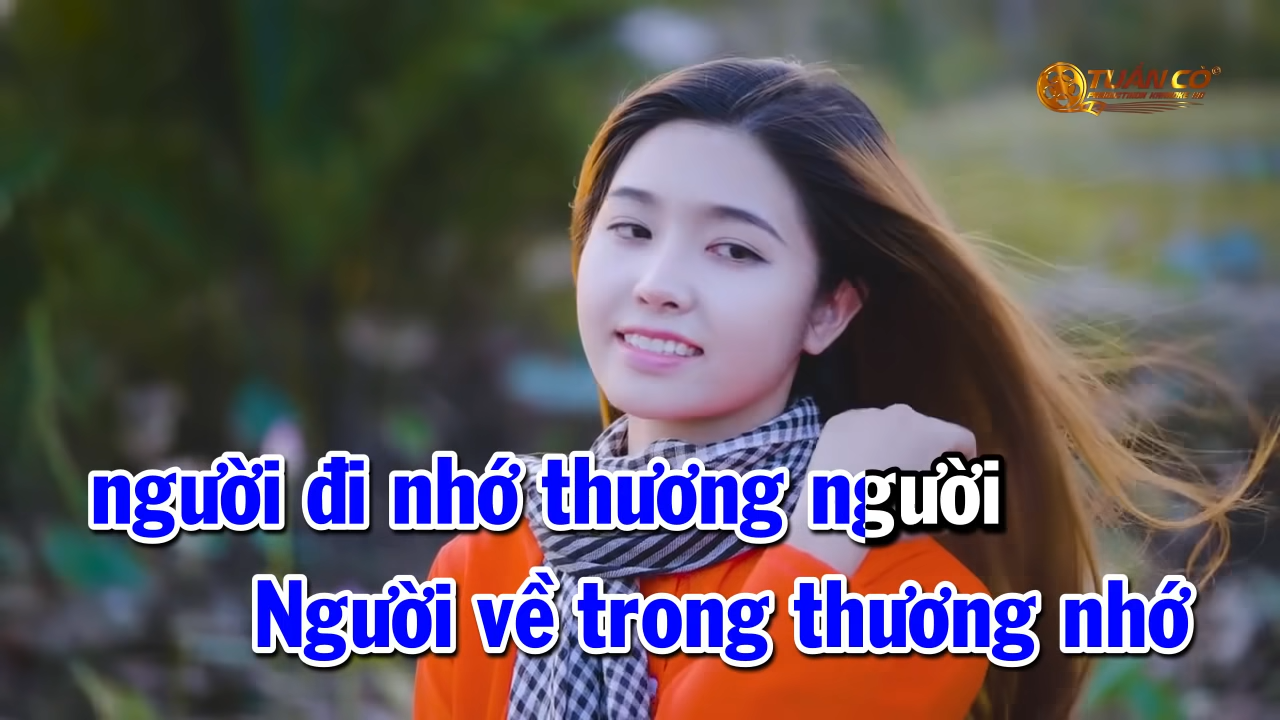 TUẤN CÒ
người đi nhớ thương người
Người về trong thương nhớ